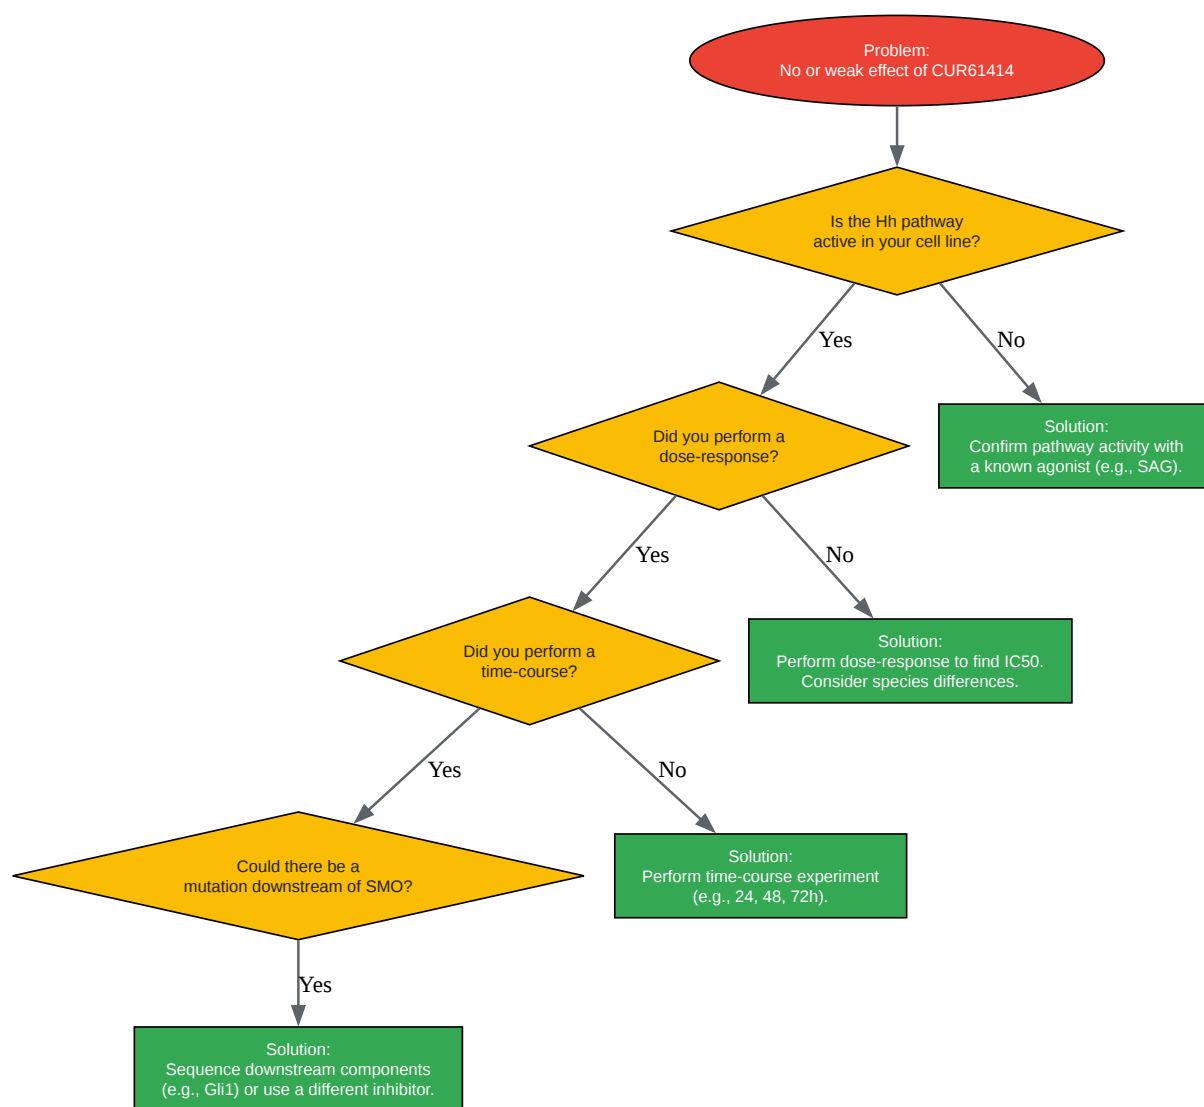 Problem:
No or weak effect of CUR61414
Is the Hh pathway
active in your cell line?
Yes
No
Did you perform a
dose-response?
Solution:
Confirm pathway activity with
a known agonist (e.g., SAG).
Yes
No
Did you perform a
time-course?
Solution:
Perform dose-response to find IC50.
Consider species differences.
Yes
No
Could there be a
mutation downstream of SMO?
Solution:
Perform time-course experiment
(e.g., 24, 48, 72h).
Yes
Solution:
Sequence downstream components
(e.g., Gli1) or use a different inhibitor.